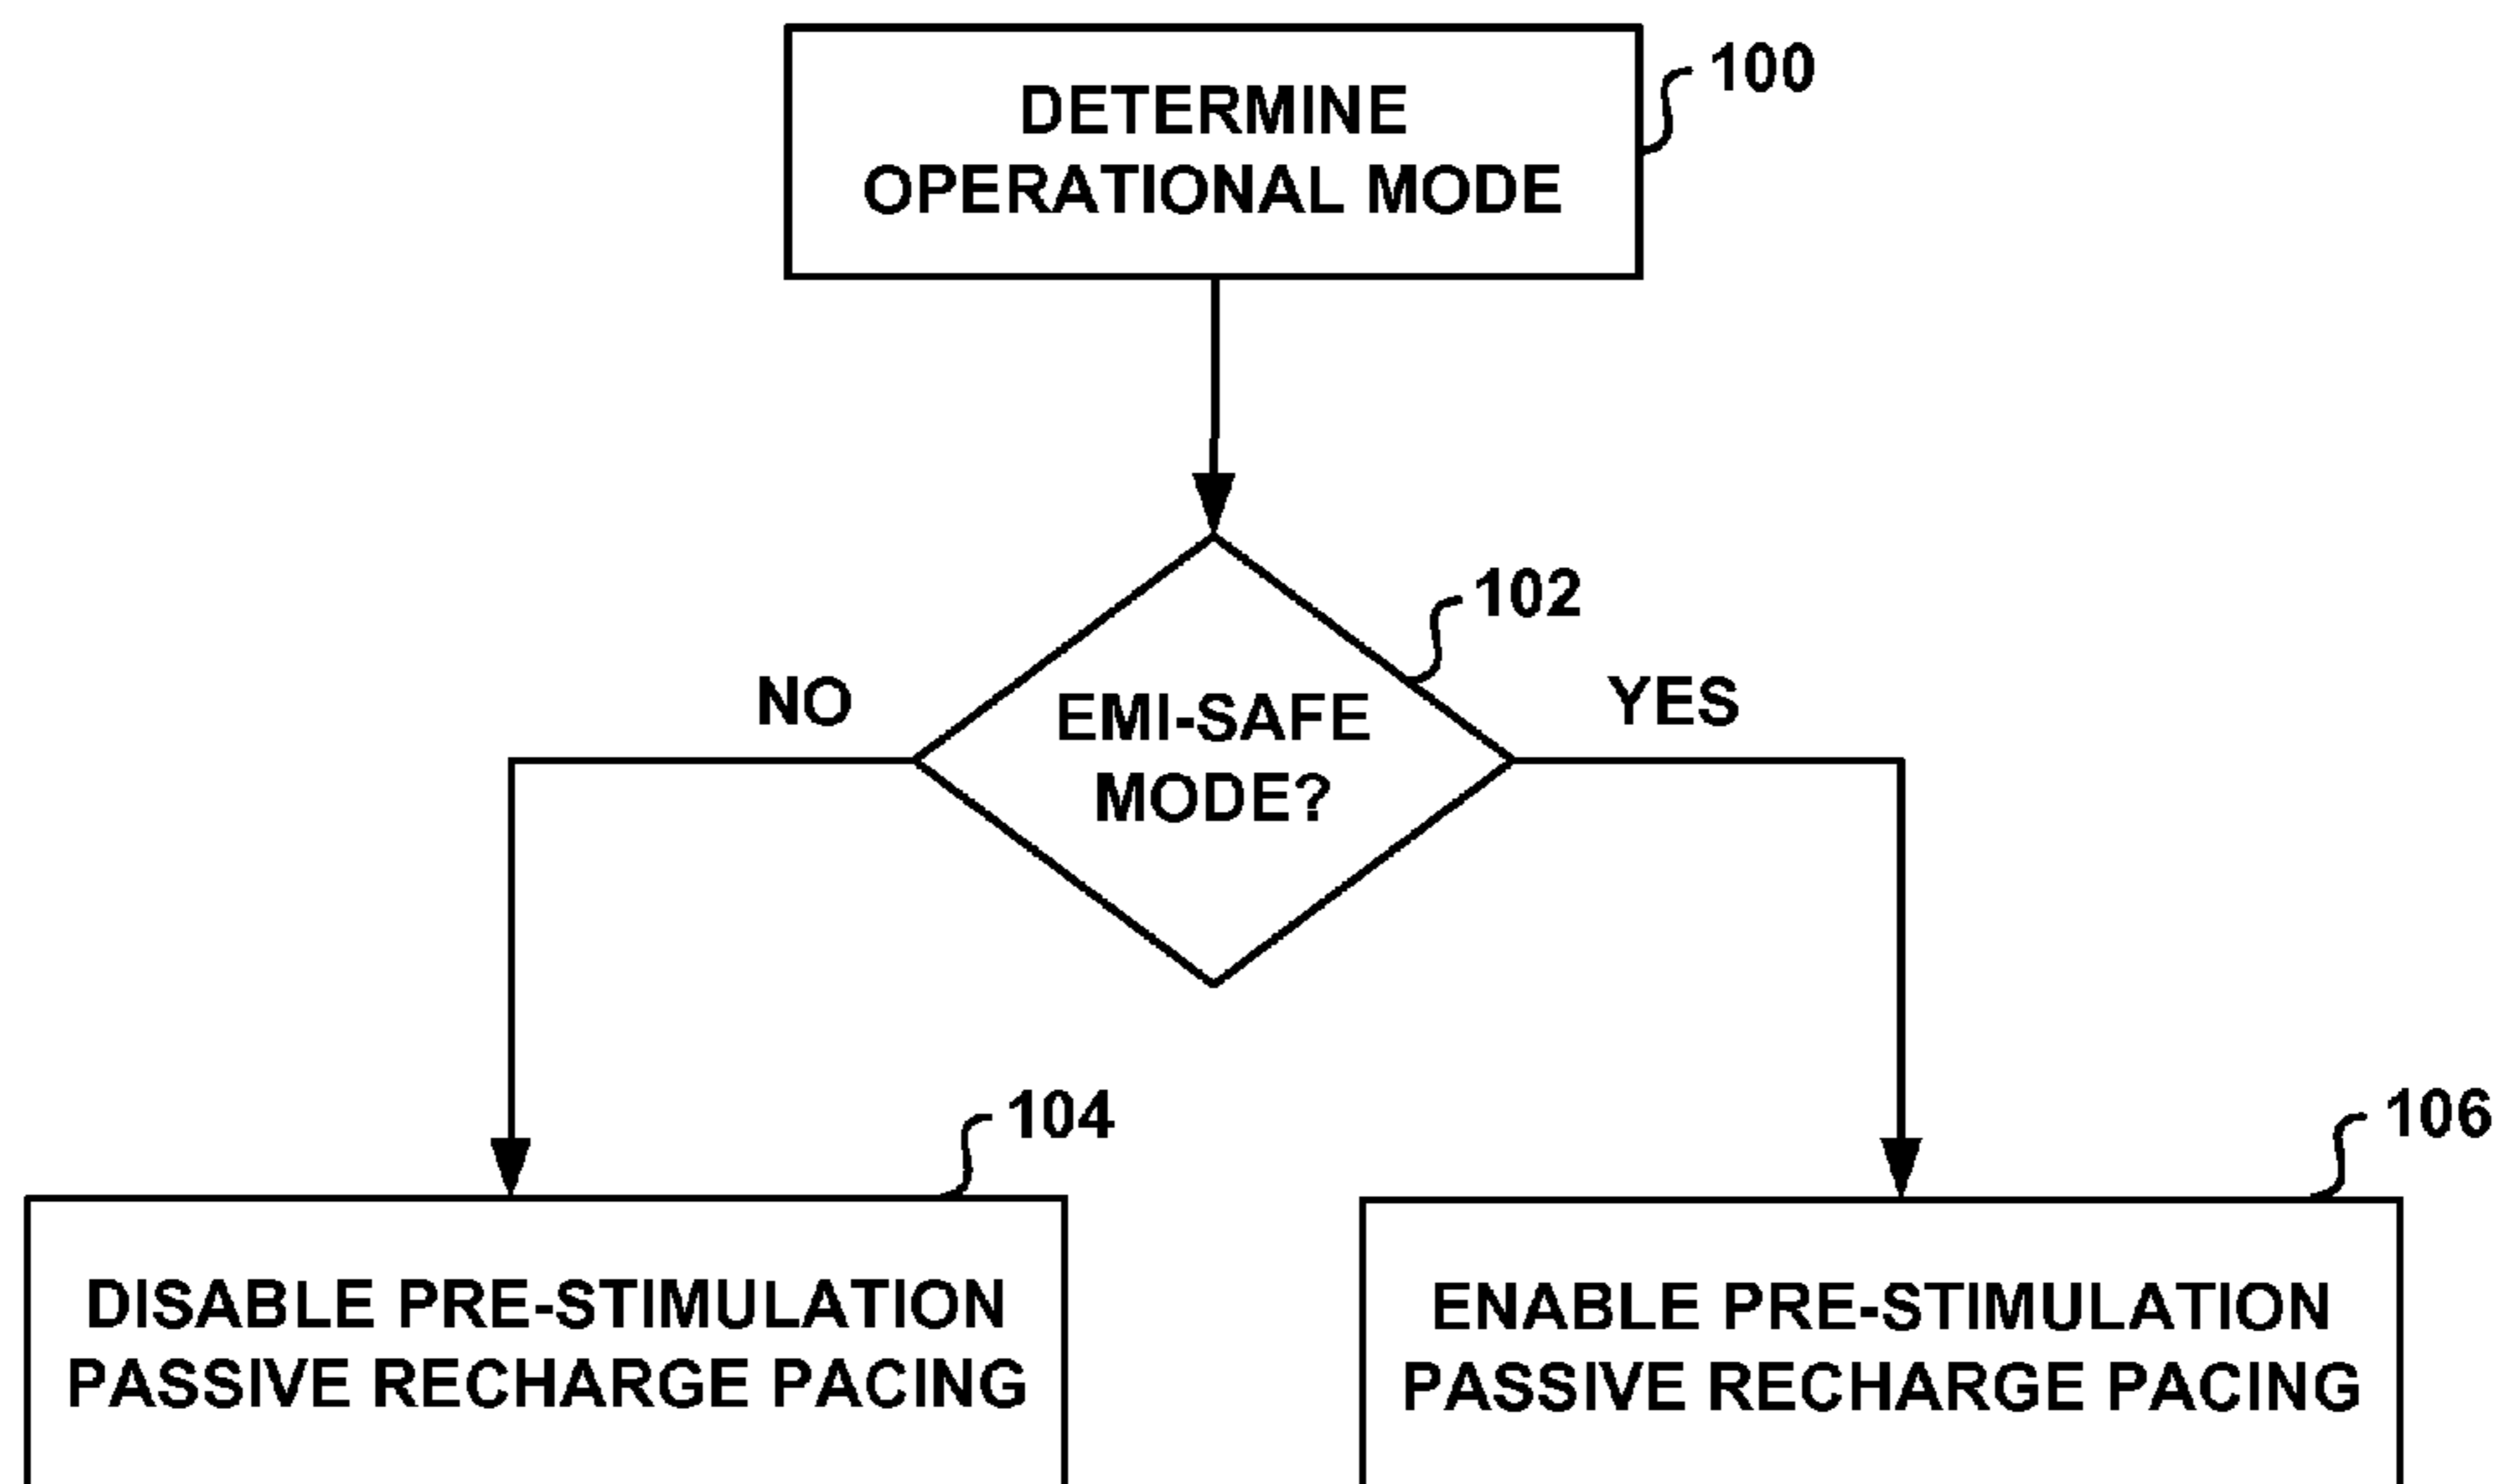 100
DETERMINE
OPERATIONAL MODE
102
NO
YES
EMI-SAFE
MODE?
104
106
DISABLE PRE-STIMULATION
PASSIVE RECHARGE PACING
ENABLE PRE-STIMULATION
PASSIVE RECHARGE PACING